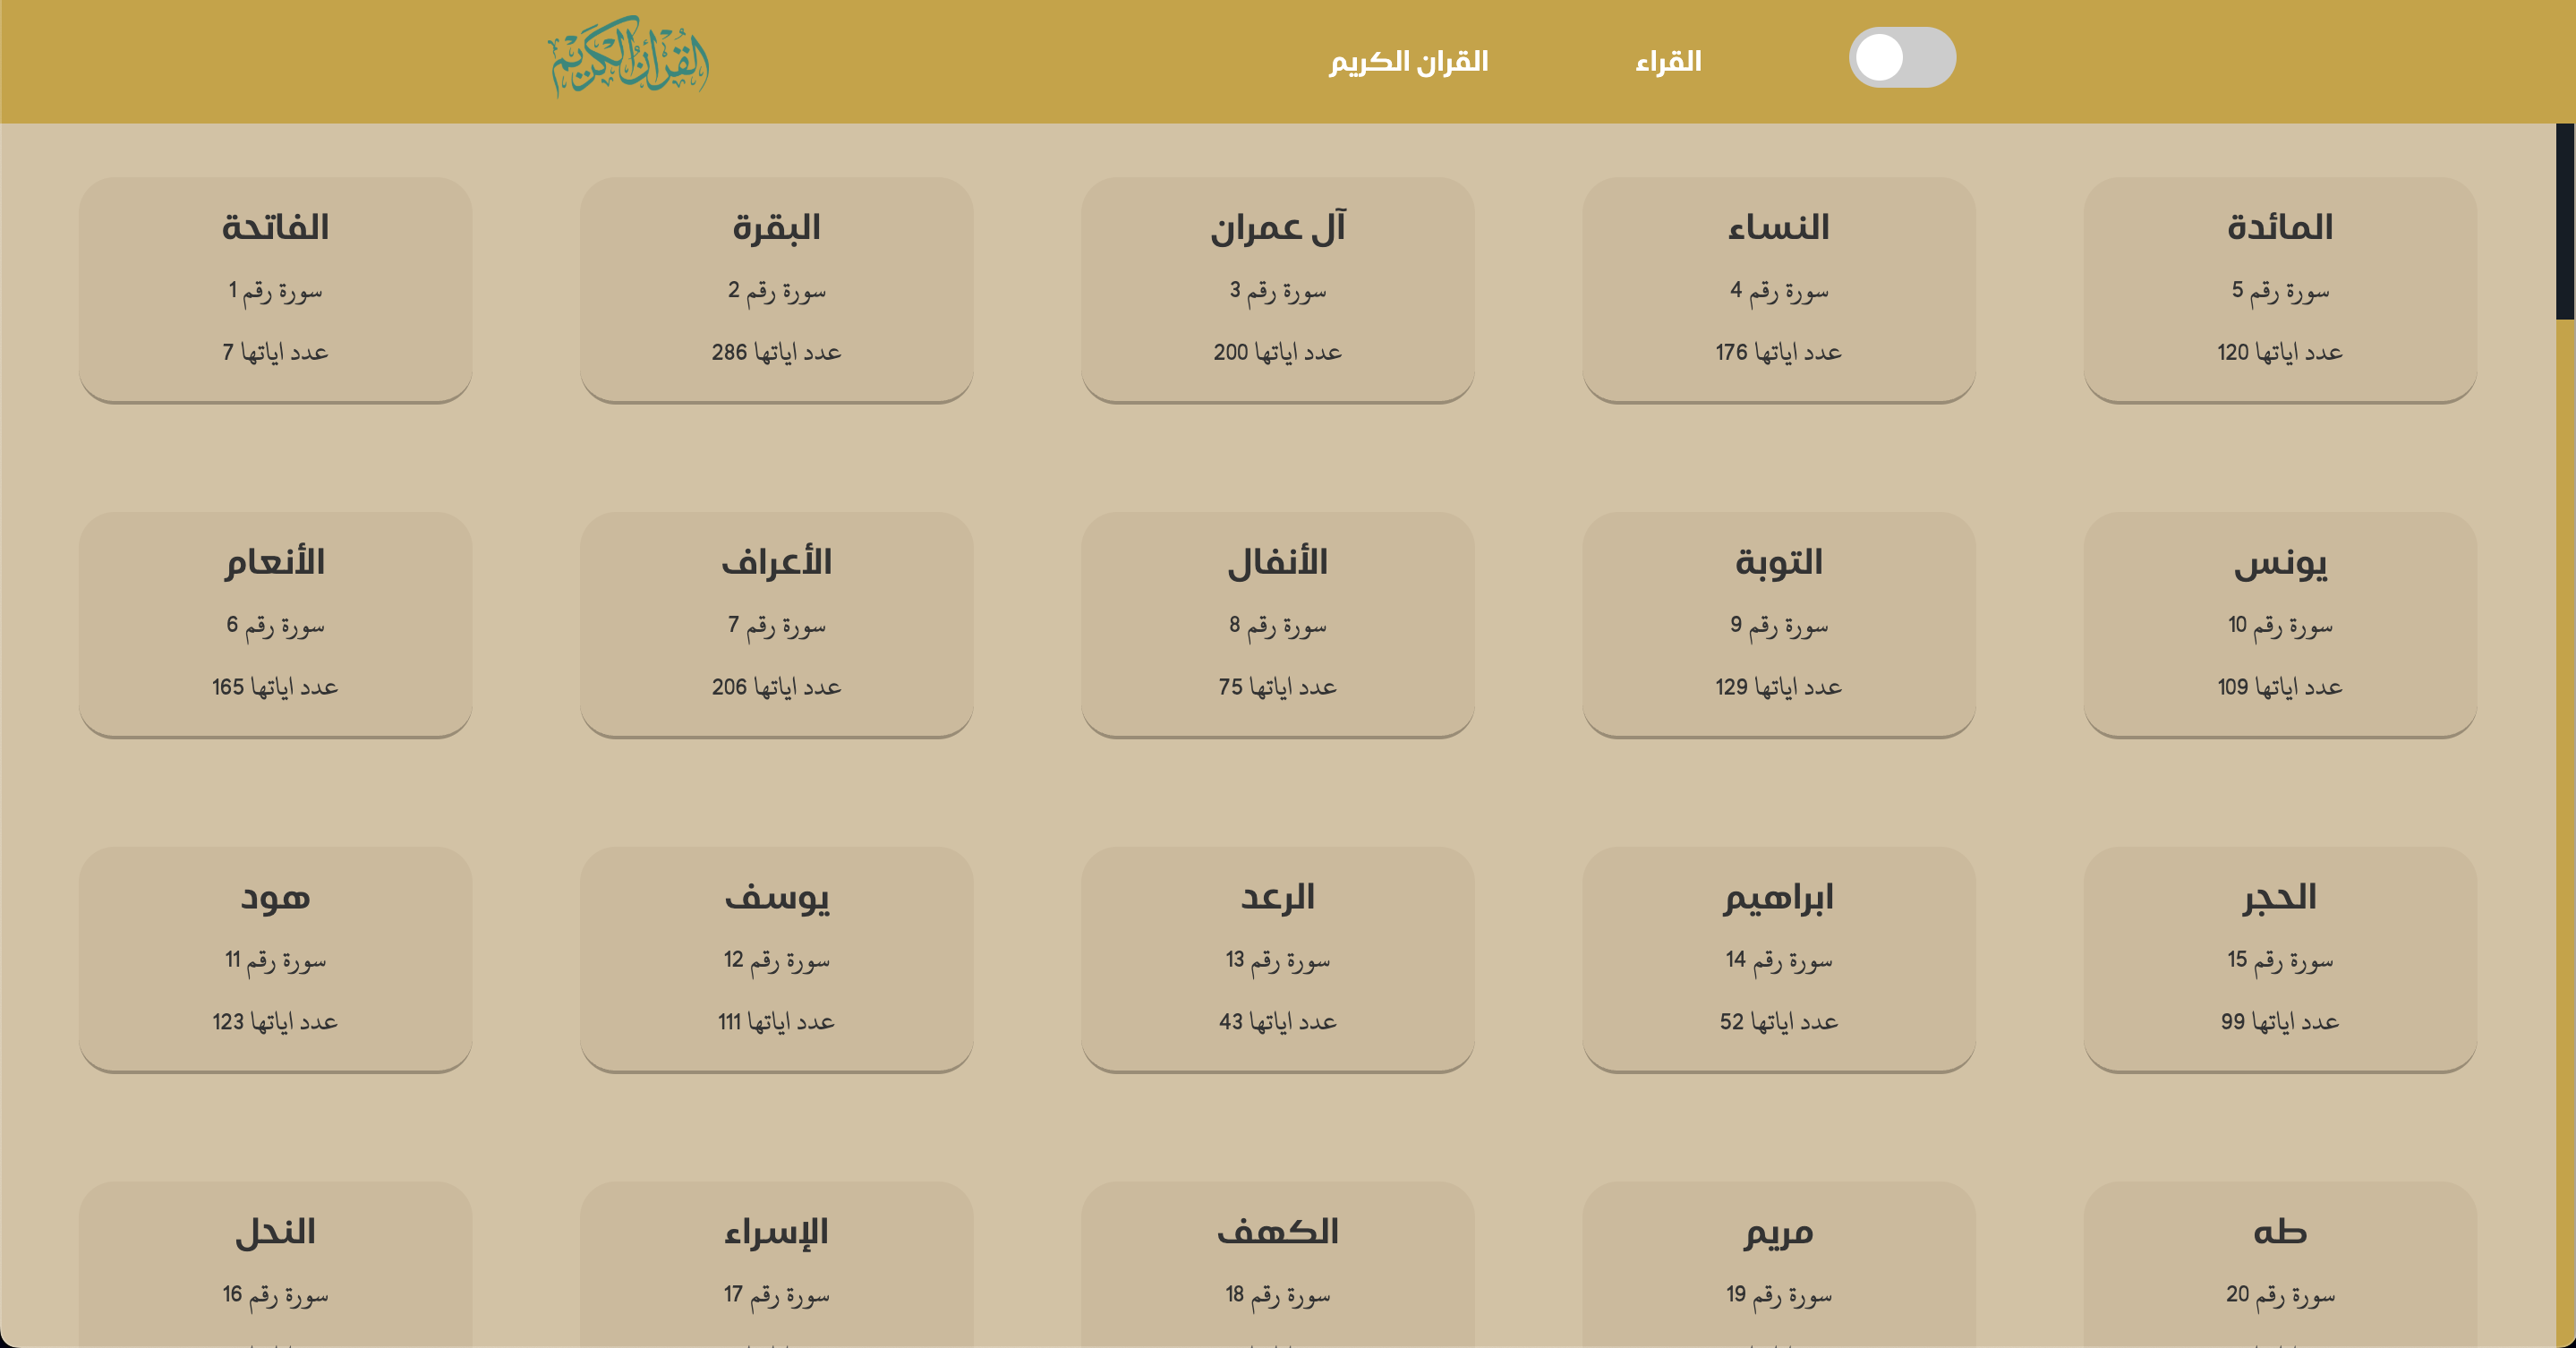 القرآن الكريم
القران الكريم
القراء
الفاتحة
سورة رقم 1
عدد اياتها 7
البقرة
سورة رقم 2
عدد اياتها 286
آل عمران
سورة رقم 3
عدد اياتها 200
النساء
سورة رقم 4
عدد اياتها 176
المائدة
سورة رقم 5
عدد اياتها 120
الأنعام
سورة رقم 6
عدد اياتها 165
الأعراف
سورة رقم 7
عدد اياتها 206
الأنفال
سورة رقم 8
عدد اياتها 75
التوبة
سورة رقم 9
عدد اياتها 129
يونس
سورة رقم 10
عدد اياتها 109
هود
سورة رقم 11
عدد اياتها 123
يوسف
سورة رقم 12
عدد اياتها 111
الرعد
سورة رقم 13
عدد اياتها 43
ابراهيم
سورة رقم 14
عدد اياتها 52
الحجر
سورة رقم 15
عدد اياتها 99
النحل
سورة رقم 16
الإسراء
سورة رقم 17
الكهف
سورة رقم 18
مريم
سورة رقم 19
طه
سورة رقم 20